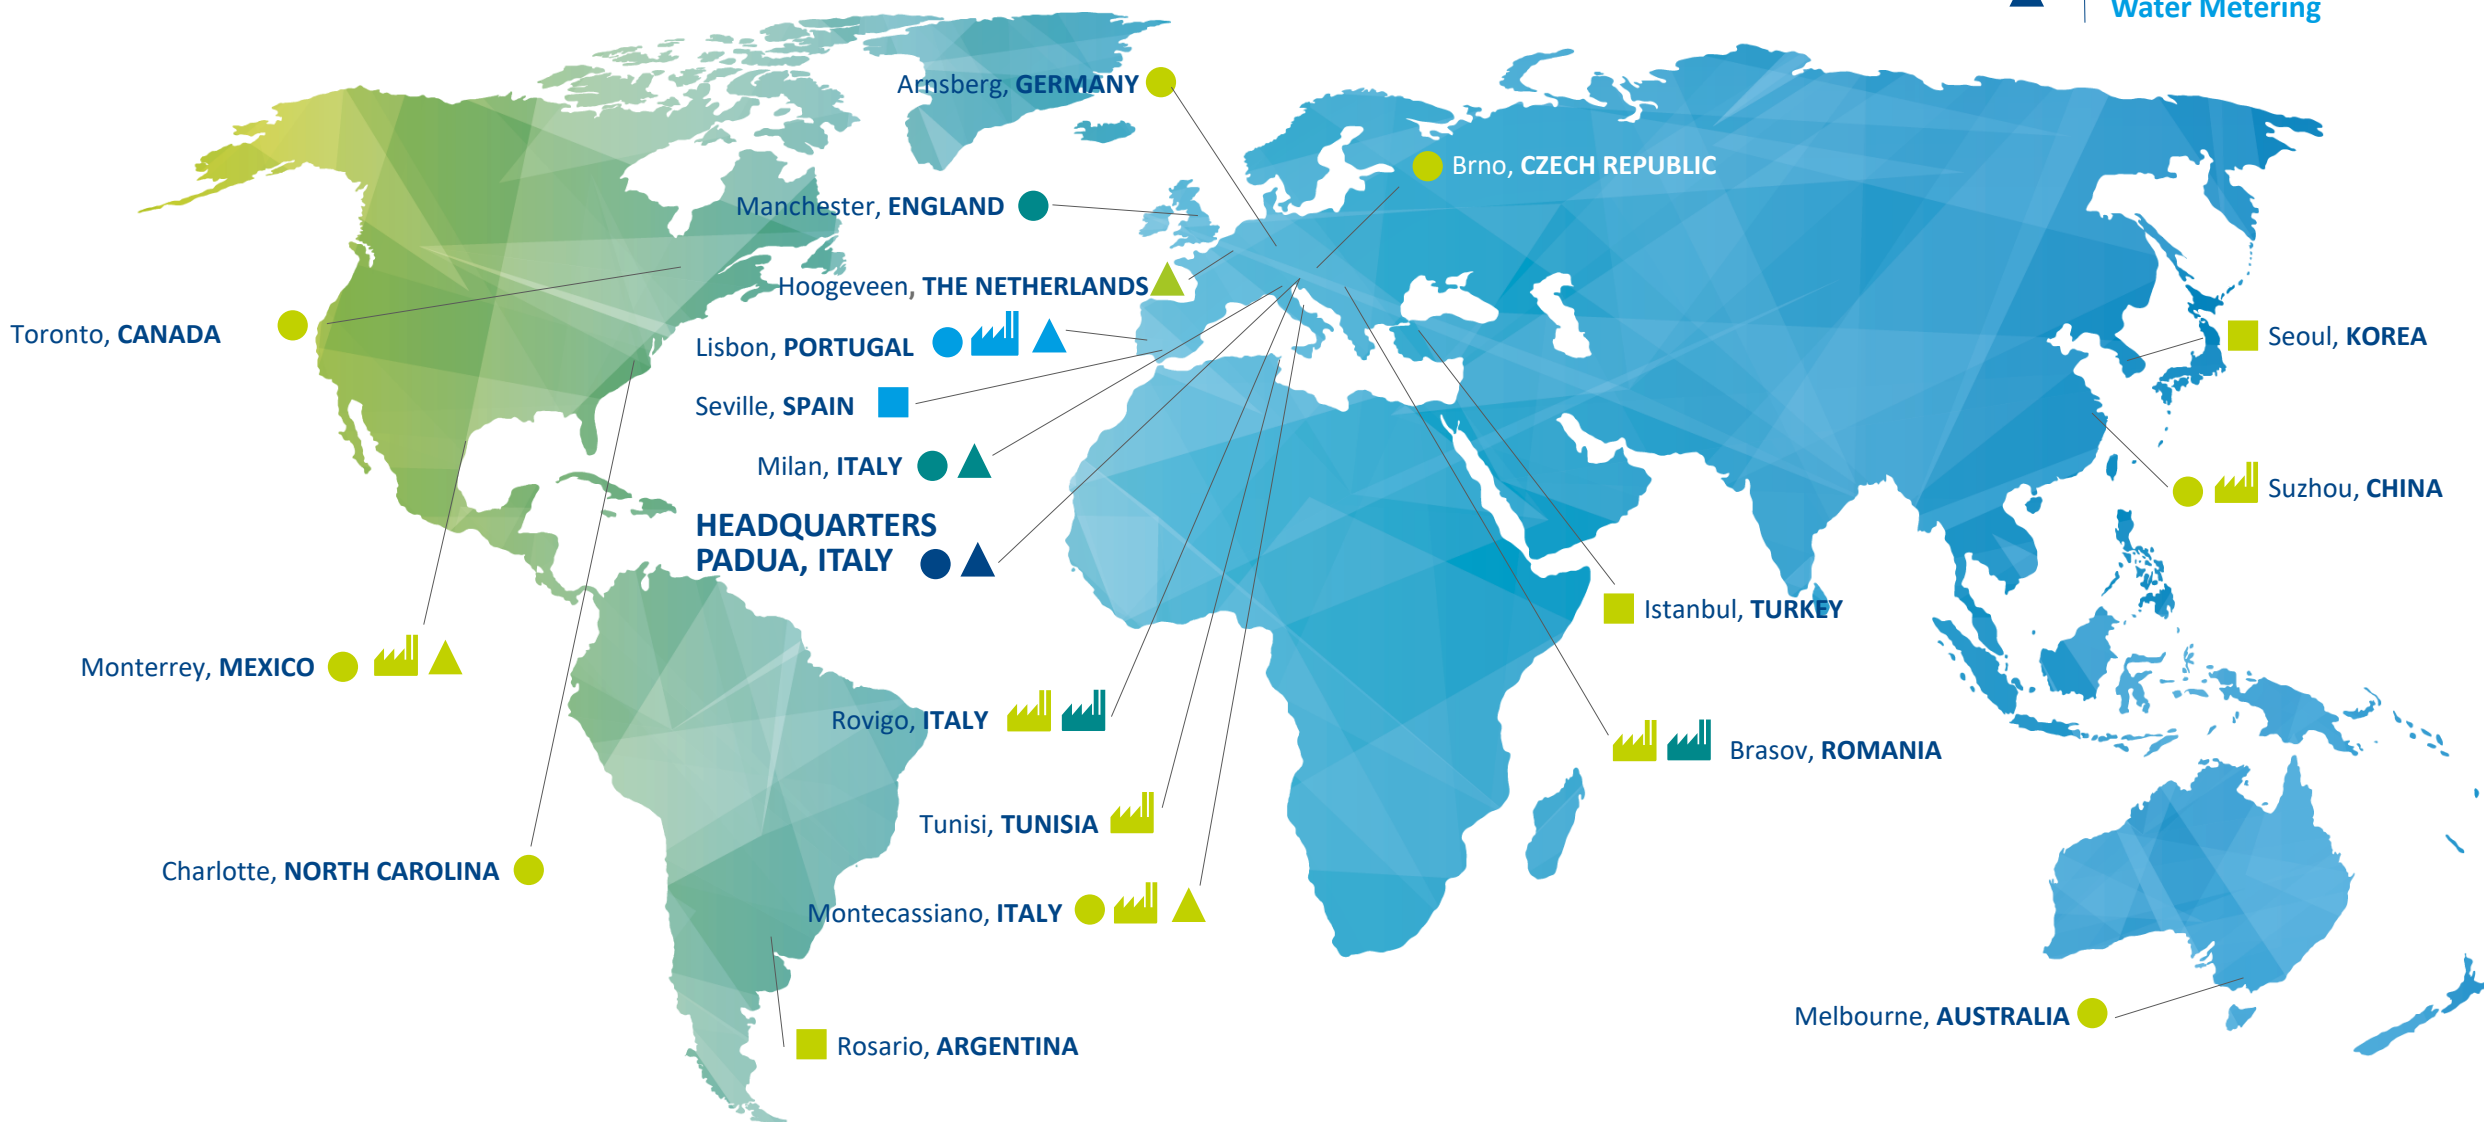 Water Metering
Arnsberg, GERMANY
Brno, CZECH REPUBLIC
Manchester, ENGLAND
Hoogeveen, THE NETHERLANDS
Toronto, CANADA
Lisbon, PORTUGAL
Seoul, KOREA
Seville, SPAIN
Milan, ITALY
Suzhou, CHINA
HEADQUARTERS
PADUA, ITALY
Istanbul, TURKEY
Monterrey, MEXICO
Rovigo, ITALY
Brasov, ROMANIA
Tunisi, TUNISIA
Charlotte, NORTH CAROLINA
Montecassiano, ITALY
Melbourne, AUSTRALIA
Rosario, ARGENTINA